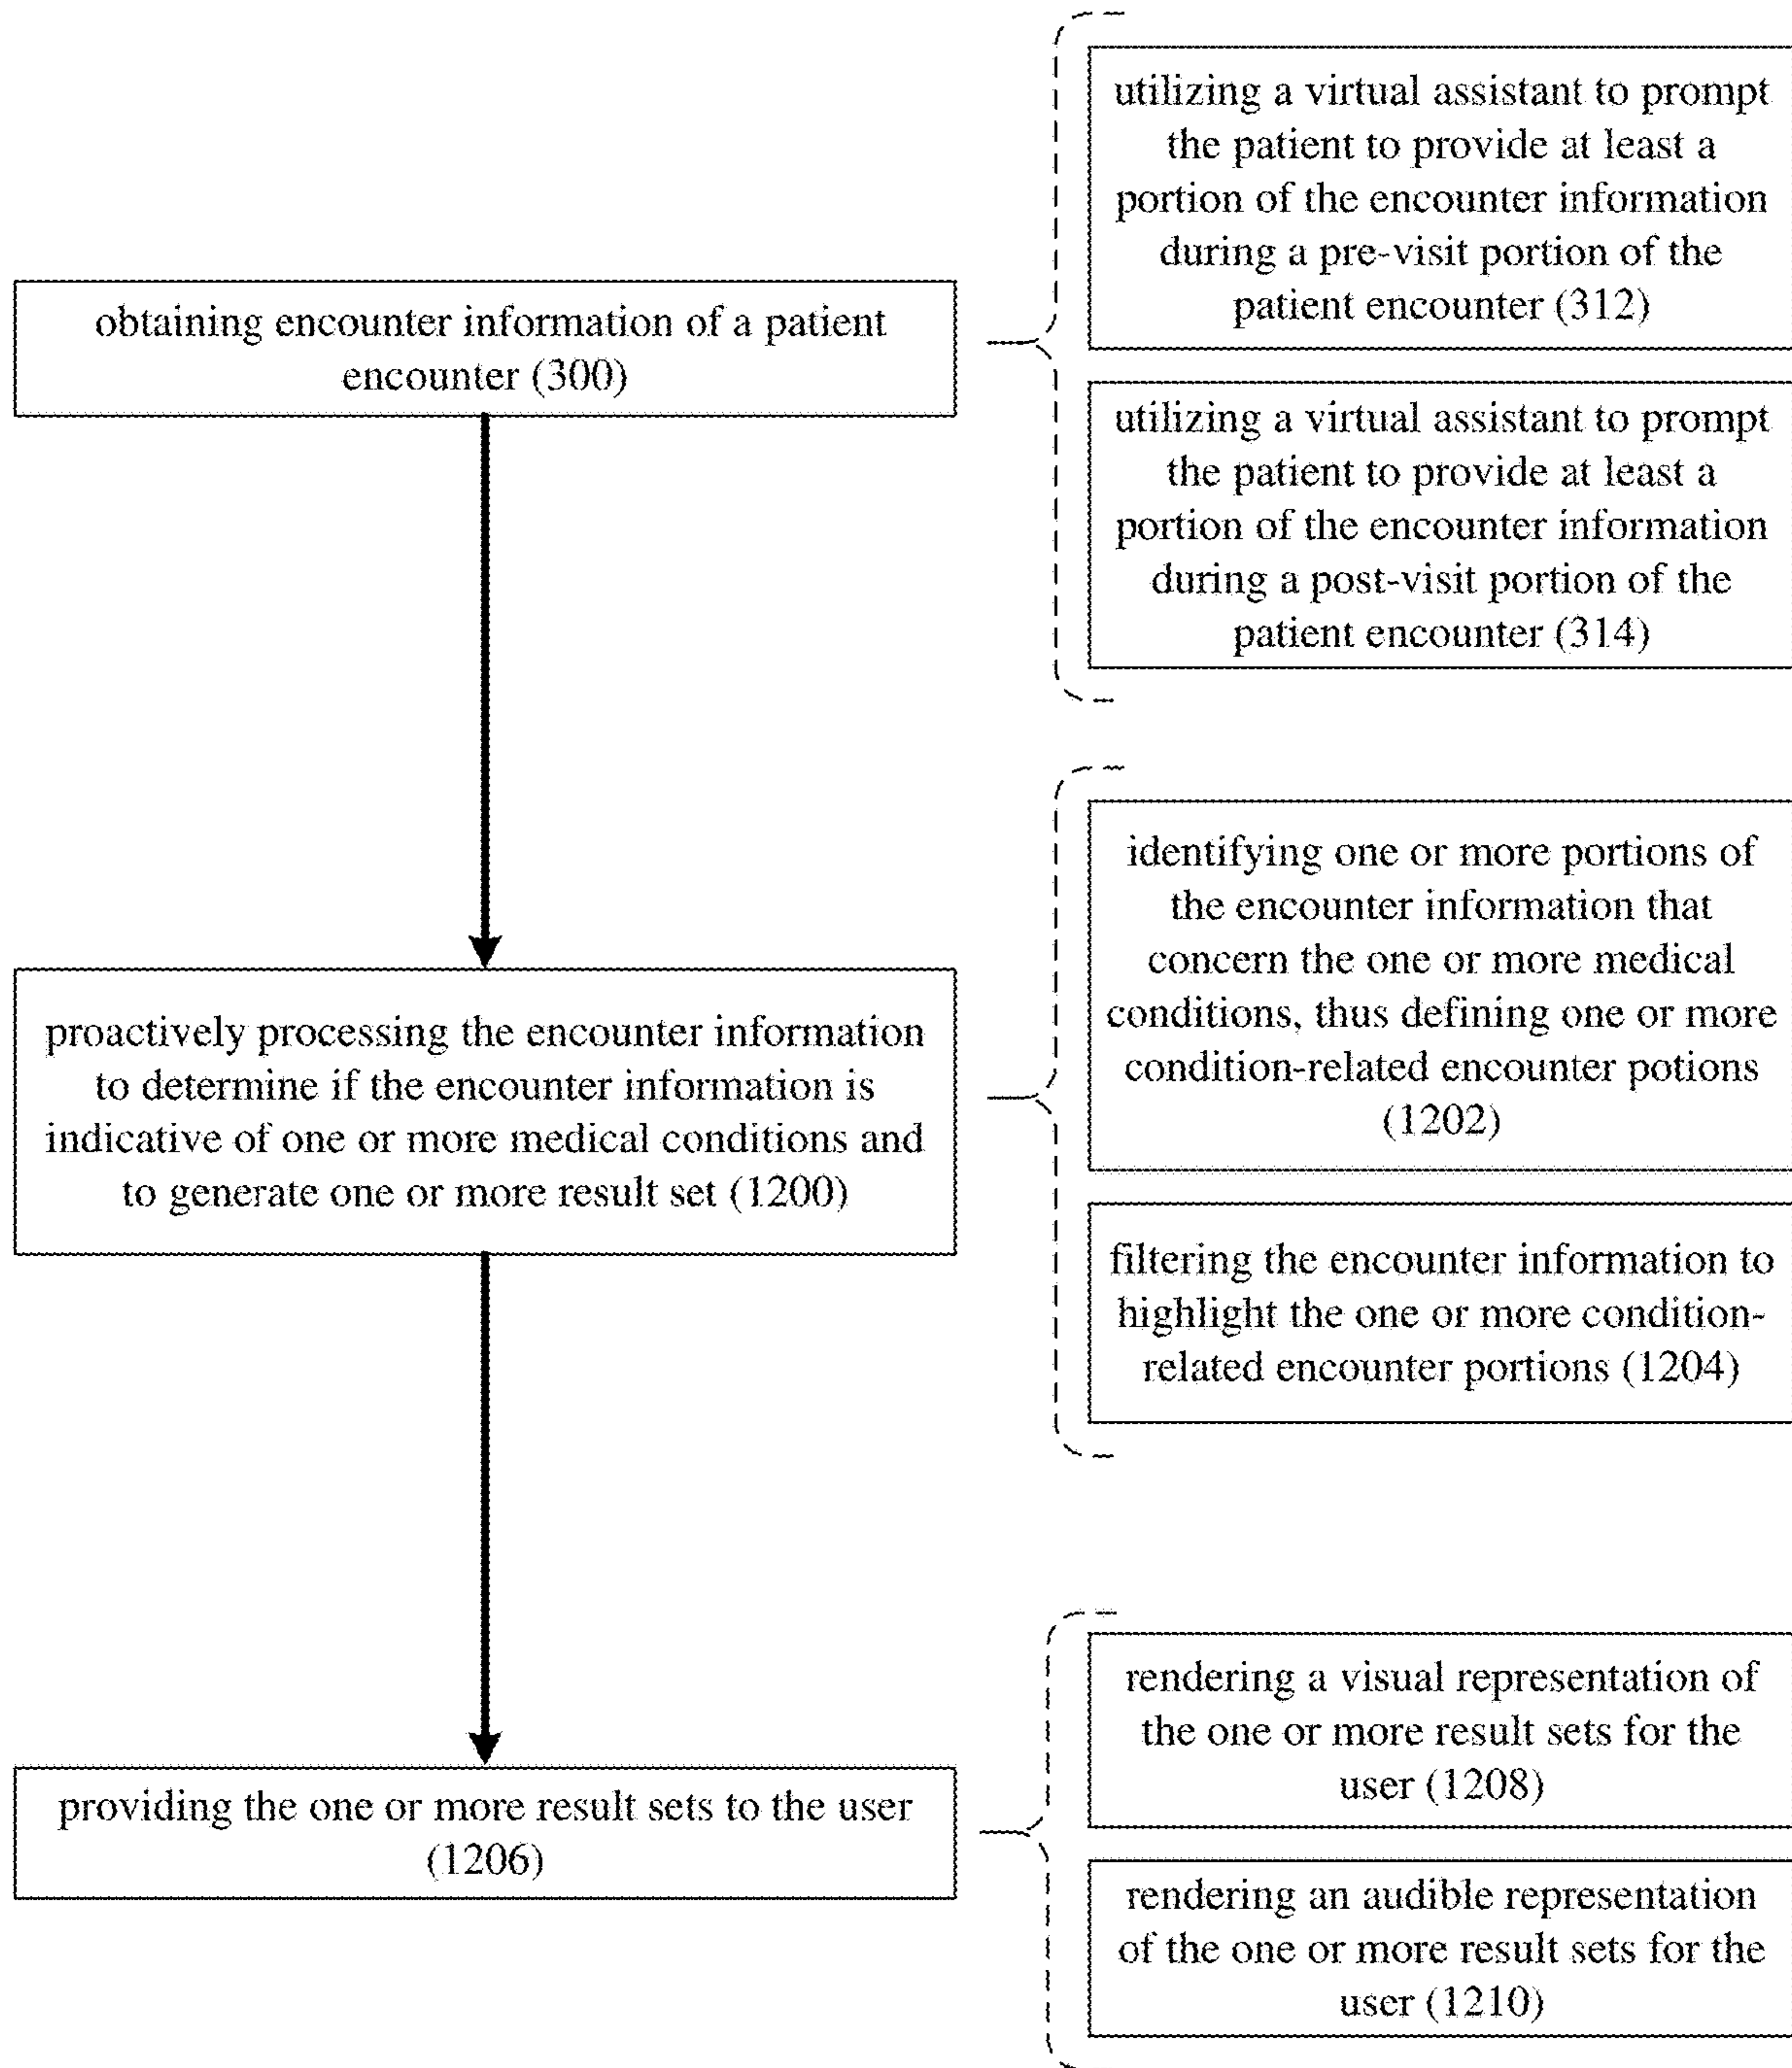 obtaining encounter information of a patient
encounter (300)
utilizing a virtual assistant to prompt
the patient to provide at least a
portion of the encounter information
during a pre-visit portion of the
patient encounter (312)
utilizing a virtual assistant to prompt
the patient to provide at least a
portion of the encounter information
during a post-visit portion of the
patient encounter (314)
proactively processing the encounter information
to determine if the encounter information is
indicative of one or more medical conditions and
to generate one or more result set (1200)
identifying one or more portions of
the encounter information that
concern the one or more medical
conditions, thus defining one or more
condition-related encounter potions
(1202)
filtering the encounter information to
highlight the one or more condition-
related encounter portions (1204)
providing the one or more result sets to the user
(1206)
rendering a visual representation of
the one or more result sets for the
user (1208)
rendering an audible representation
of the one or more result sets for the
user (1210)